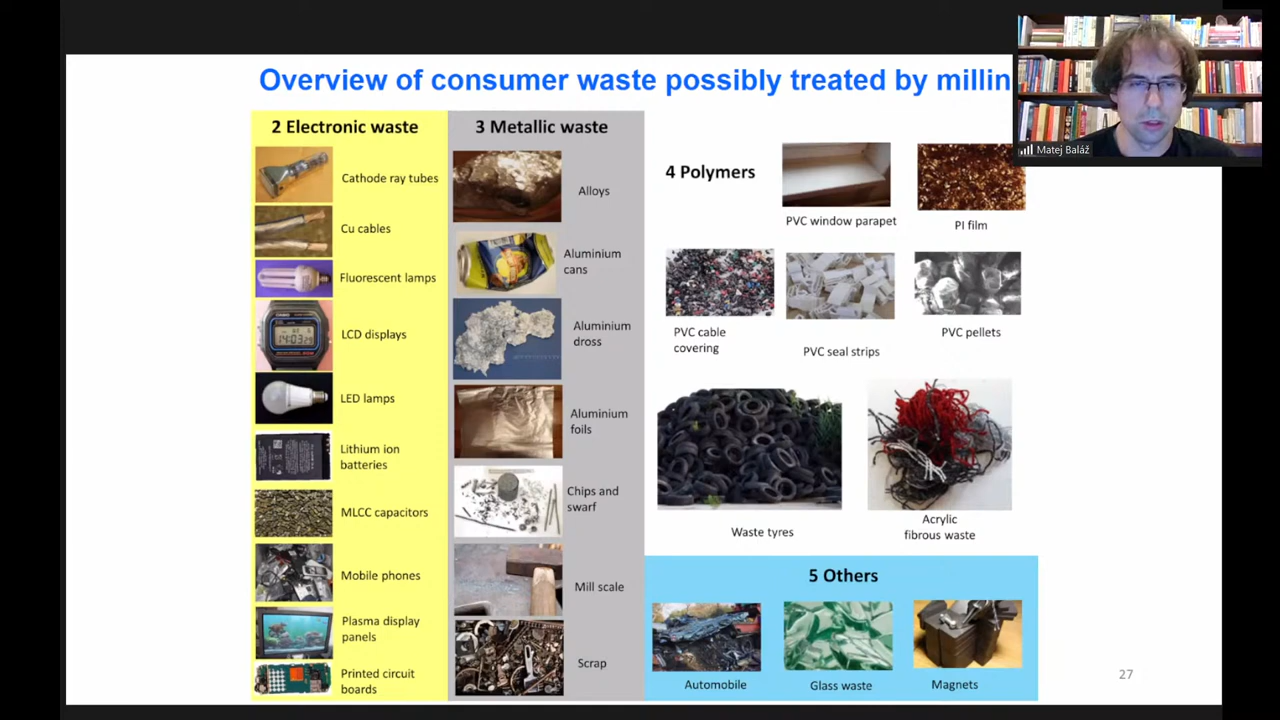 Overview of consumer waste possibly treated by millin
Matej Baláž
2 Electronic waste
Cathode ray tubes
Cu cables
Fluorescent lamps
LCD displays
LED lamps
Lithium ion
batteries
MLCC capacitors
Mobile phones
Plasma display
panels
Printed circuit
boards
3 Metallic waste
Alloys
Aluminium
cans
Aluminium
dross
Aluminium
foils
Chips and
swarf
Mill scale
Scrap
4 Polymers
PVC window parapet
PI film
PVC cable
covering
PVC seal strips
PVC pellets
Waste tyres
Acrylic
fibrous waste
5 Others
Automobile
Glass waste
Magnets
27